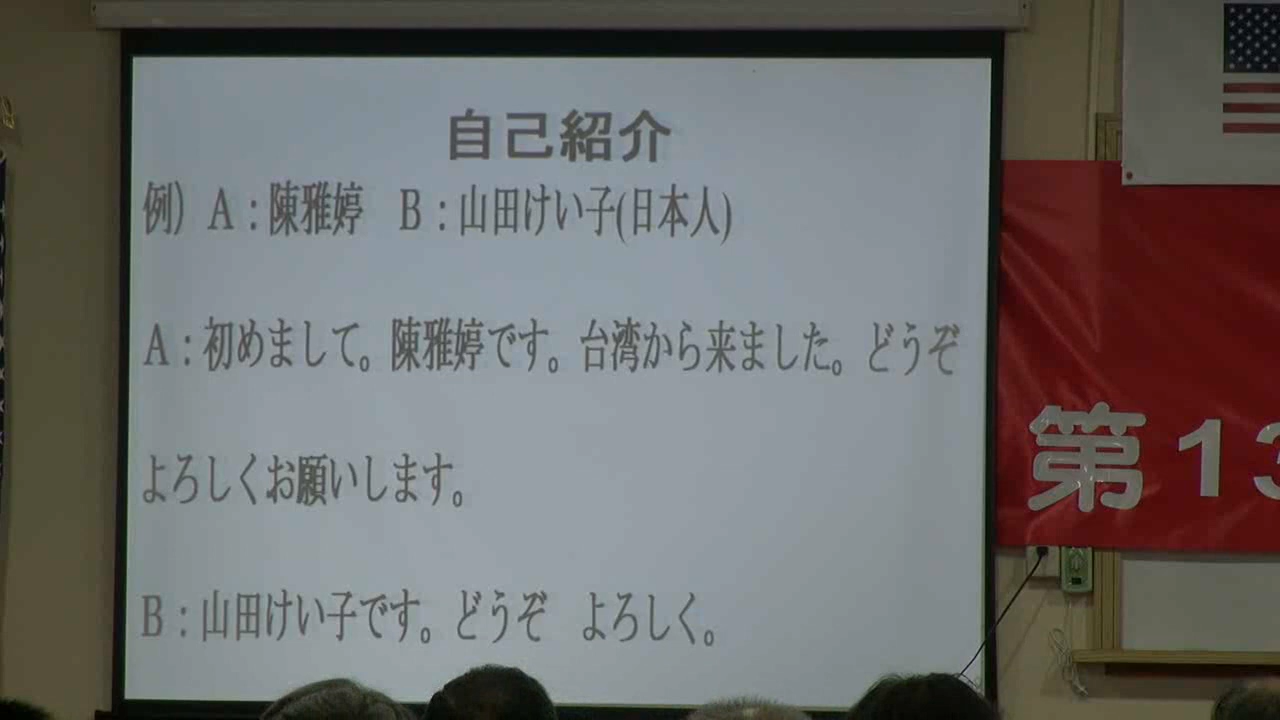 自己紹介
例）A：陳雅婷　B：山田けい子(日本人)
A：初めまして。陳雅婷です。台湾から来ました。どうぞ
よろしくお願いします。
B：山田けい子です。どうぞ　よろしく。
第13